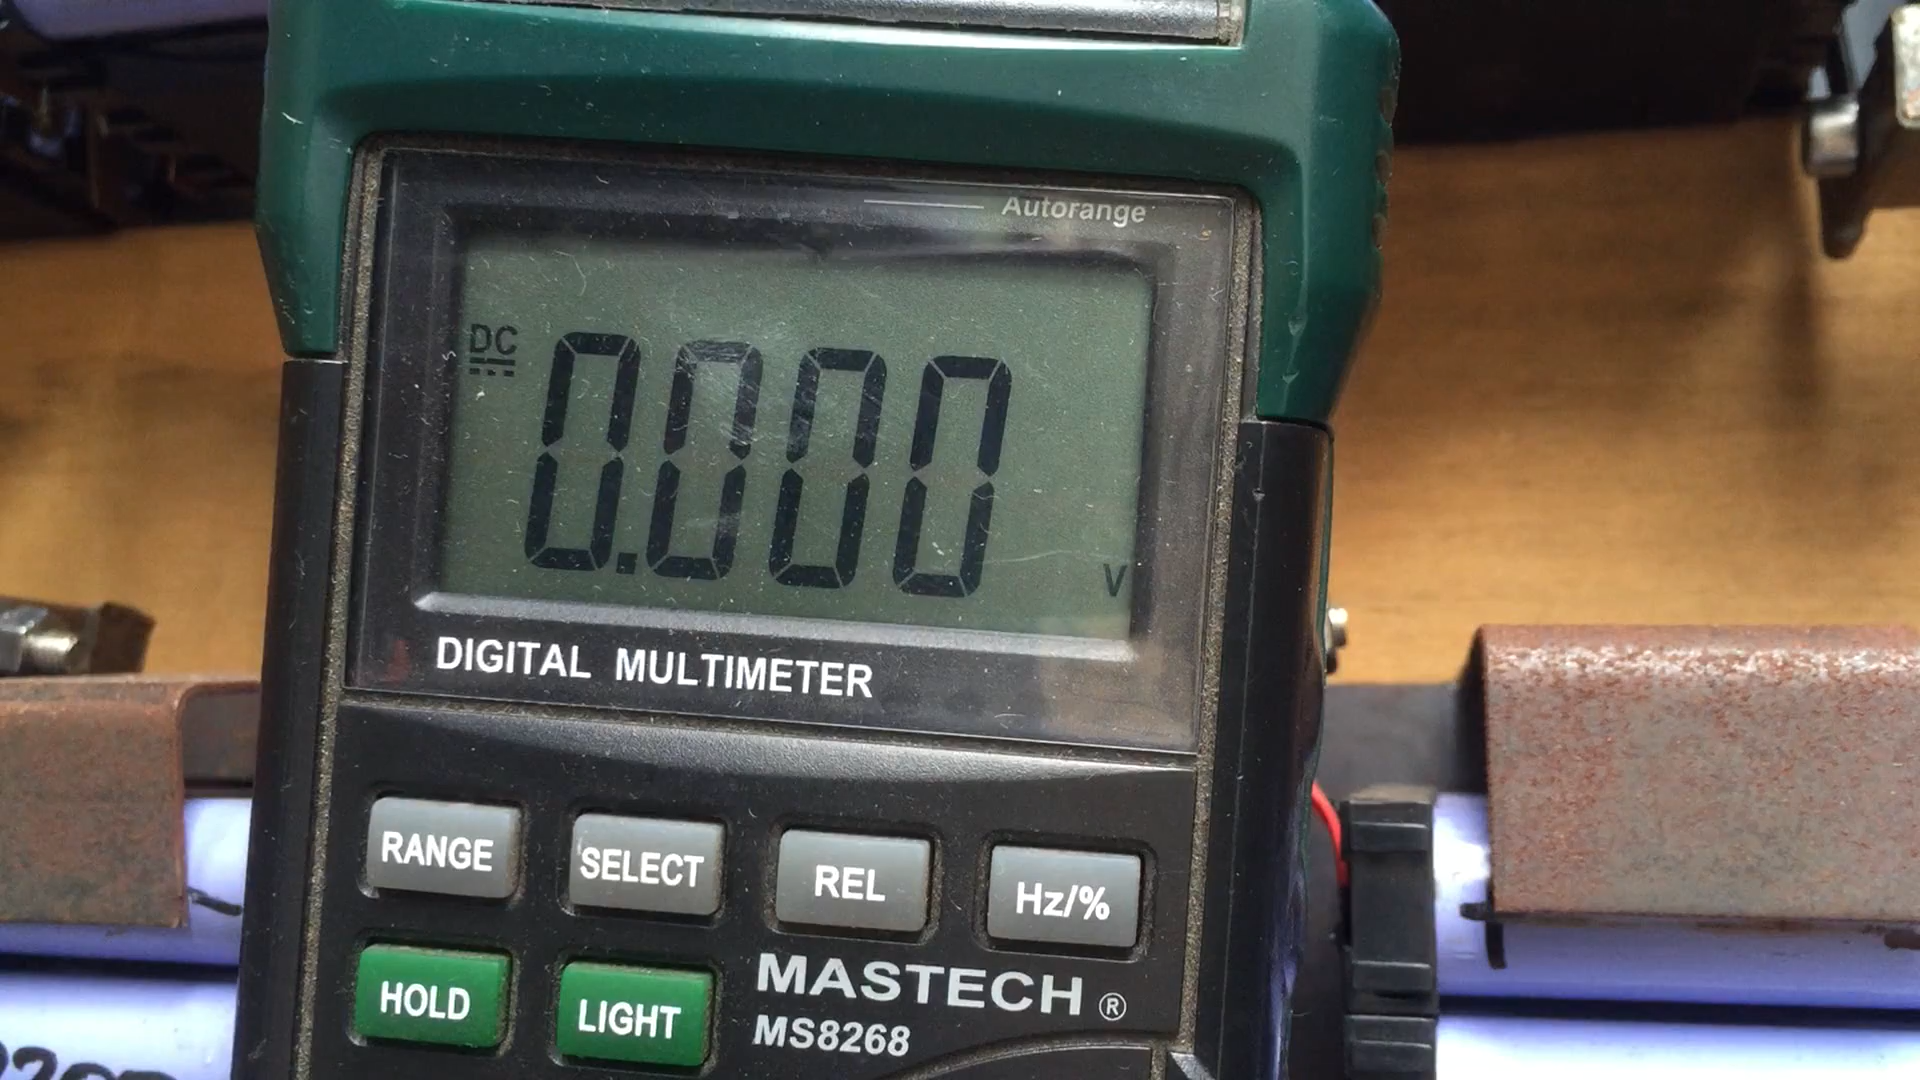 Autorange
DC
0.000
V
DIGITAL MULTIMETER
RANGE
SELECT
REL
Hz/%
HOLD
LIGHT
MASTECH ®
MS8268